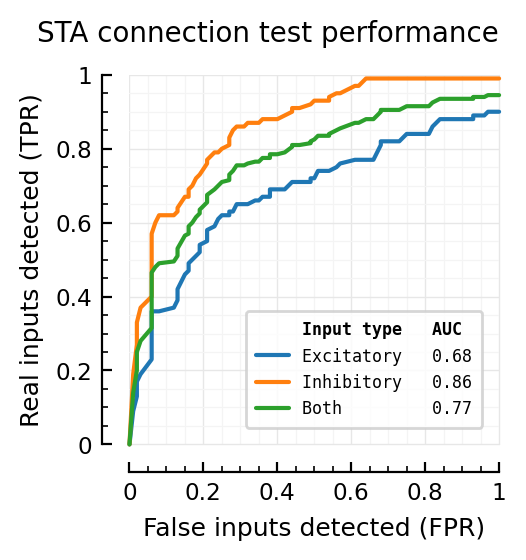 STA connection test performance
Real inputs detected (TPR)
1
0.8
0.6
0.4
0.2
0
Input type AUC
Excitatory 0.68
Inhibitory 0.86
Both 0.77
0 0.2 0.4 0.6 0.8 1
False inputs detected (FPR)